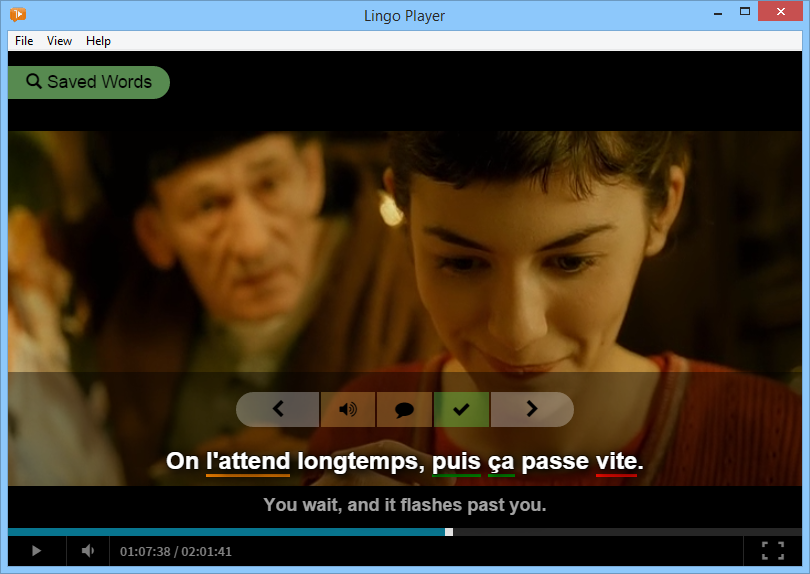 Lingo Player
File View Help
Saved Words
On l'attend longtemps, puis ça passe vite.
You wait, and it flashes past you.
01:07:38 / 02:01:41